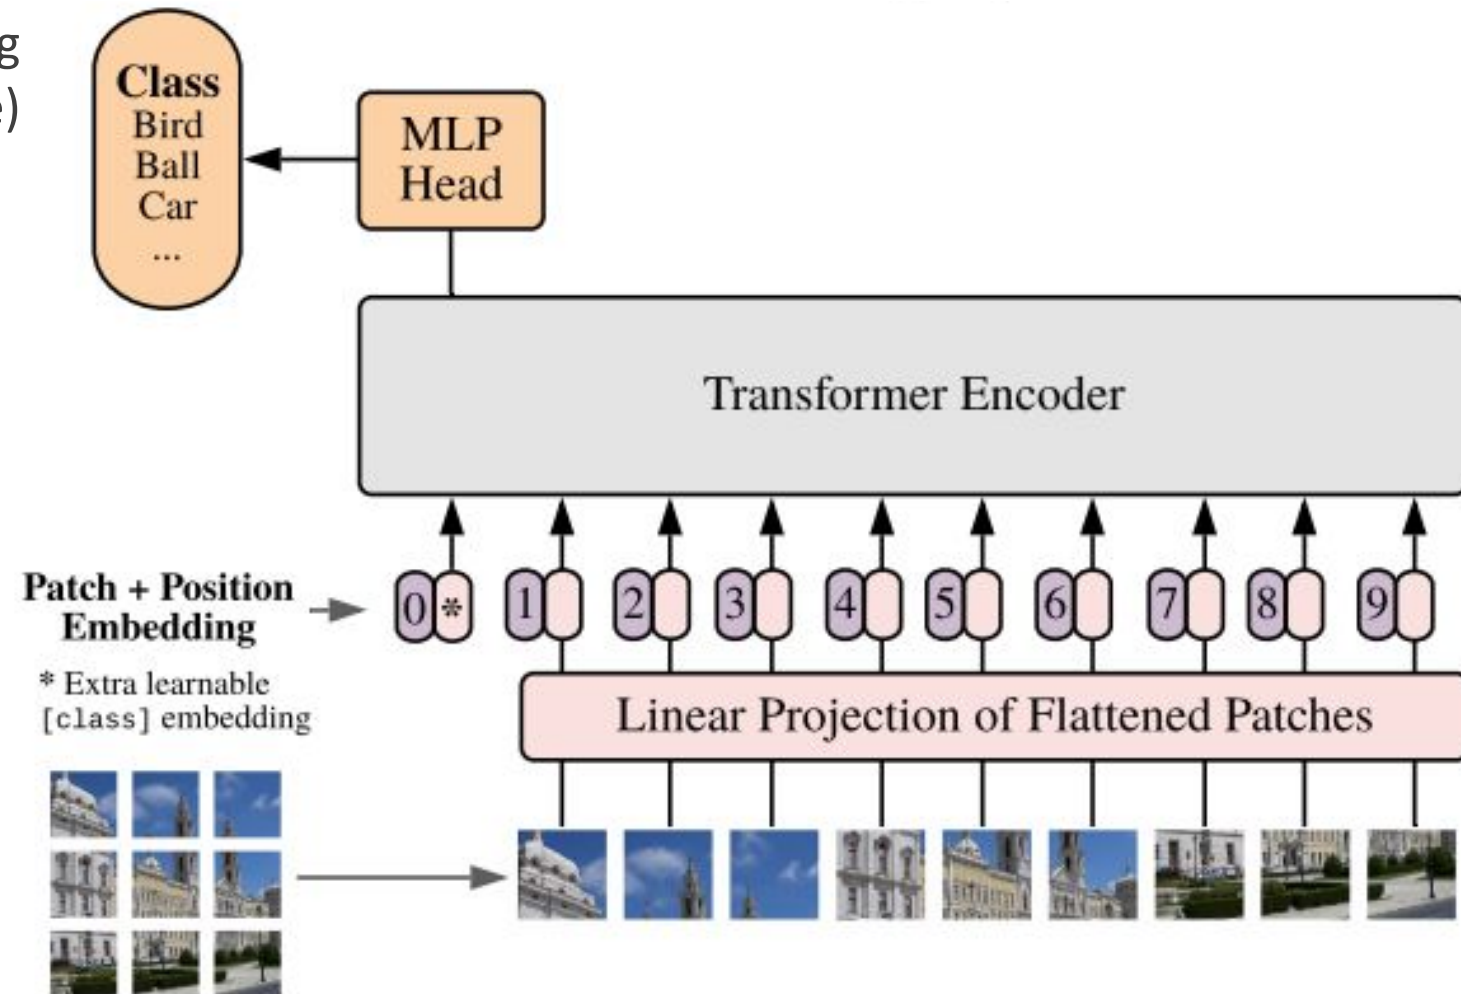 g
e)
Class
Bird
Ball
Car
...
MLP
Head
Transformer Encoder
Patch + Position
Embedding
0 * 1 2 3 4 5 6 7 8 9
* Extra learnable
[class] embedding
Linear Projection of Flattened Patches